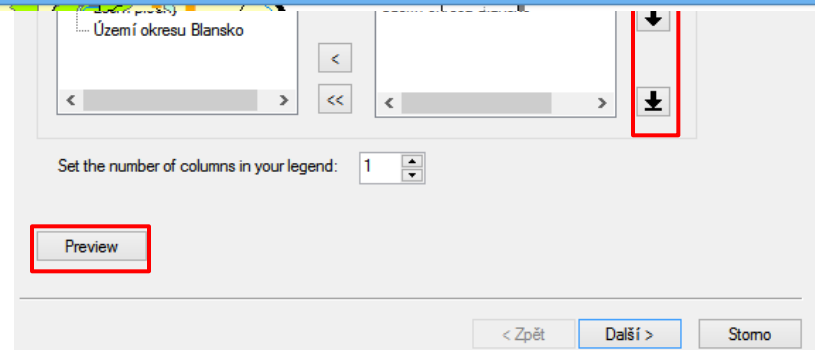 Území okresu Blansko
<
<<
Set the number of columns in your legend: 1
Preview
< Zpět Další > Storno